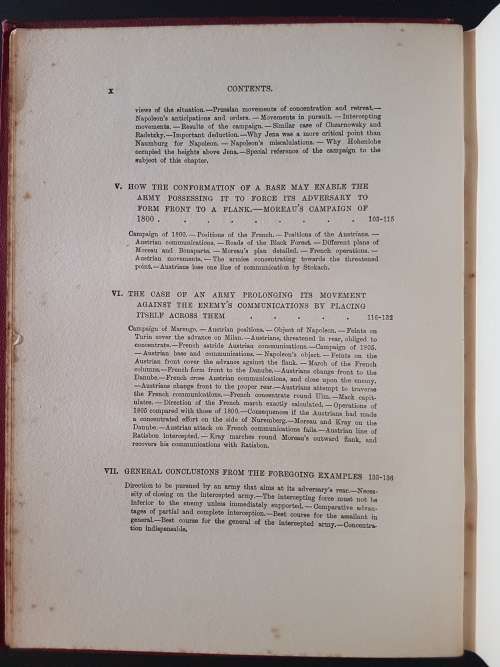 x
CONTENTS.
views of the situation.—Prussian movements of concentration and retreat.—
Napoleon's anticipations and orders.—Movements in pursuit.—Intercepting
movements.—Results of the campaign.—Similar case of Chzarnowsky and
Radetzky.—Important deduction.—Why Jena was a more critical point than
Naumburg for Napoleon.—Napoleon's miscalculations.—Why Hohenlohe
occupied the heights above Jena.—Special reference of the campaign to the
subject of this chapter.
V. HOW THE CONFORMATION OF A BASE MAY ENABLE THE
ARMY POSSESSING IT TO FORCE ITS ADVERSARY TO
FORM FRONT TO A FLANK.—MOREAU'S CAMPAIGN OF
1800 . . . . . . . . . 103-115
Campaign of 1800.—Positions of the French.—Positions of the Austrians.—
Austrian communications.—Roads of the Black Forest.—Different plans of
Moreau and Bonaparte.—Moreau's plan detailed.—French operations.—
Austrian movements.—The armies concentrating towards the threatened
point.—Austrians lose one line of communication by Stokach.
VI. THE CASE OF AN ARMY PROLONGING ITS MOVEMENT
AGAINST THE ENEMY'S COMMUNICATIONS BY PLACING
ITSELF ACROSS THEM . . . . . . 116-132
Campaign of Marengo.—Austrian positions.—Object of Napoleon.—Feints on
Turin cover the advance on Milan.—Austrians, threatened in rear, obliged to
concentrate.—French astride Austrian communications.—Campaign of 1805.
—Austrian base and communications.—Napoleon's object.—Feints on the
Austrian front cover the advance against the flank.—March of the French
columns.—French form front to the Danube.—Austrians change front to the
Danube.—French cross Austrian communications, and close upon the enemy.
—Austrians change front to the proper rear.—Austrians attempt to traverse
the French communications.—French concentrate round Ulm.—Mack capit-
ulates.—Direction of the French march exactly calculated.—Operations of
1805 compared with those of 1800.—Consequences if the Austrians had made
a concentrated effort on the side of Nuremberg.—Moreau and Kray on the
Danube.—Austrian attack on French communications fails.—Austrian line of
Ratisbon intercepted.—Kray marches round Moreau's outward flank, and
recovers his communications with Ratisbon.
VII. GENERAL CONCLUSIONS FROM THE FOREGOING EXAMPLES 133-136
Direction to be pursued by an army that aims at its adversary's rear.—Neces-
sity of closing on the intercepted army.—The intercepting force must not be
inferior to the enemy unless immediately supported.—Comparative advan-
tages of partial and complete interception.—Best course for the assailant in
general.—Best course for the general of the intercepted army.—Concentra-
tion indispensable.